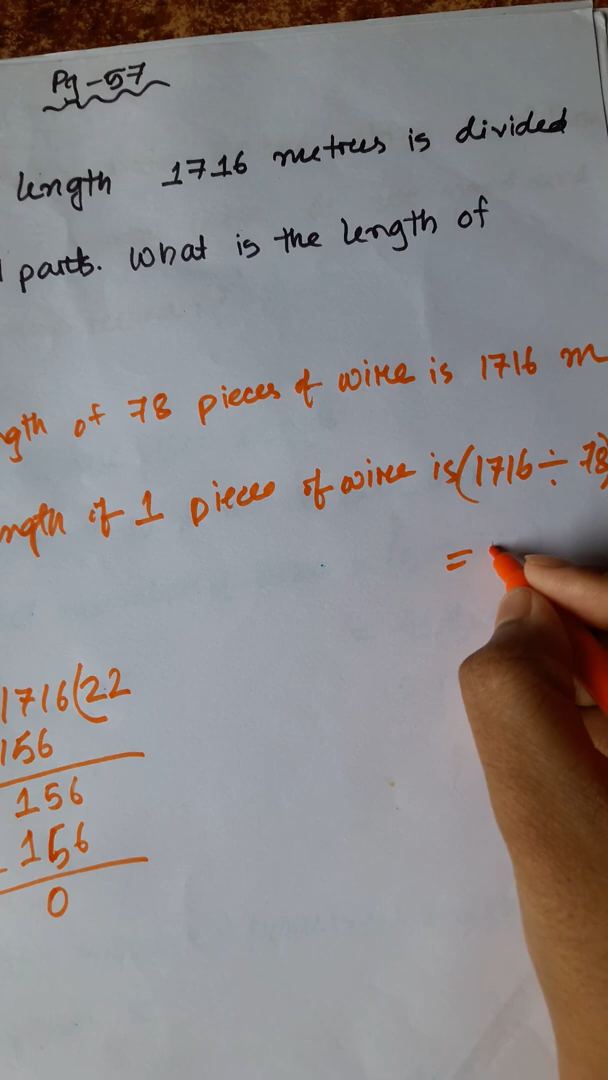 Pg-57
length 1716 metres is divided
parts. What is the length of
ngth of 78 pieces of wire is 1716 m
ength of 1 pieces of wire is (1716÷78)
=
1716(22
156
156
156
0